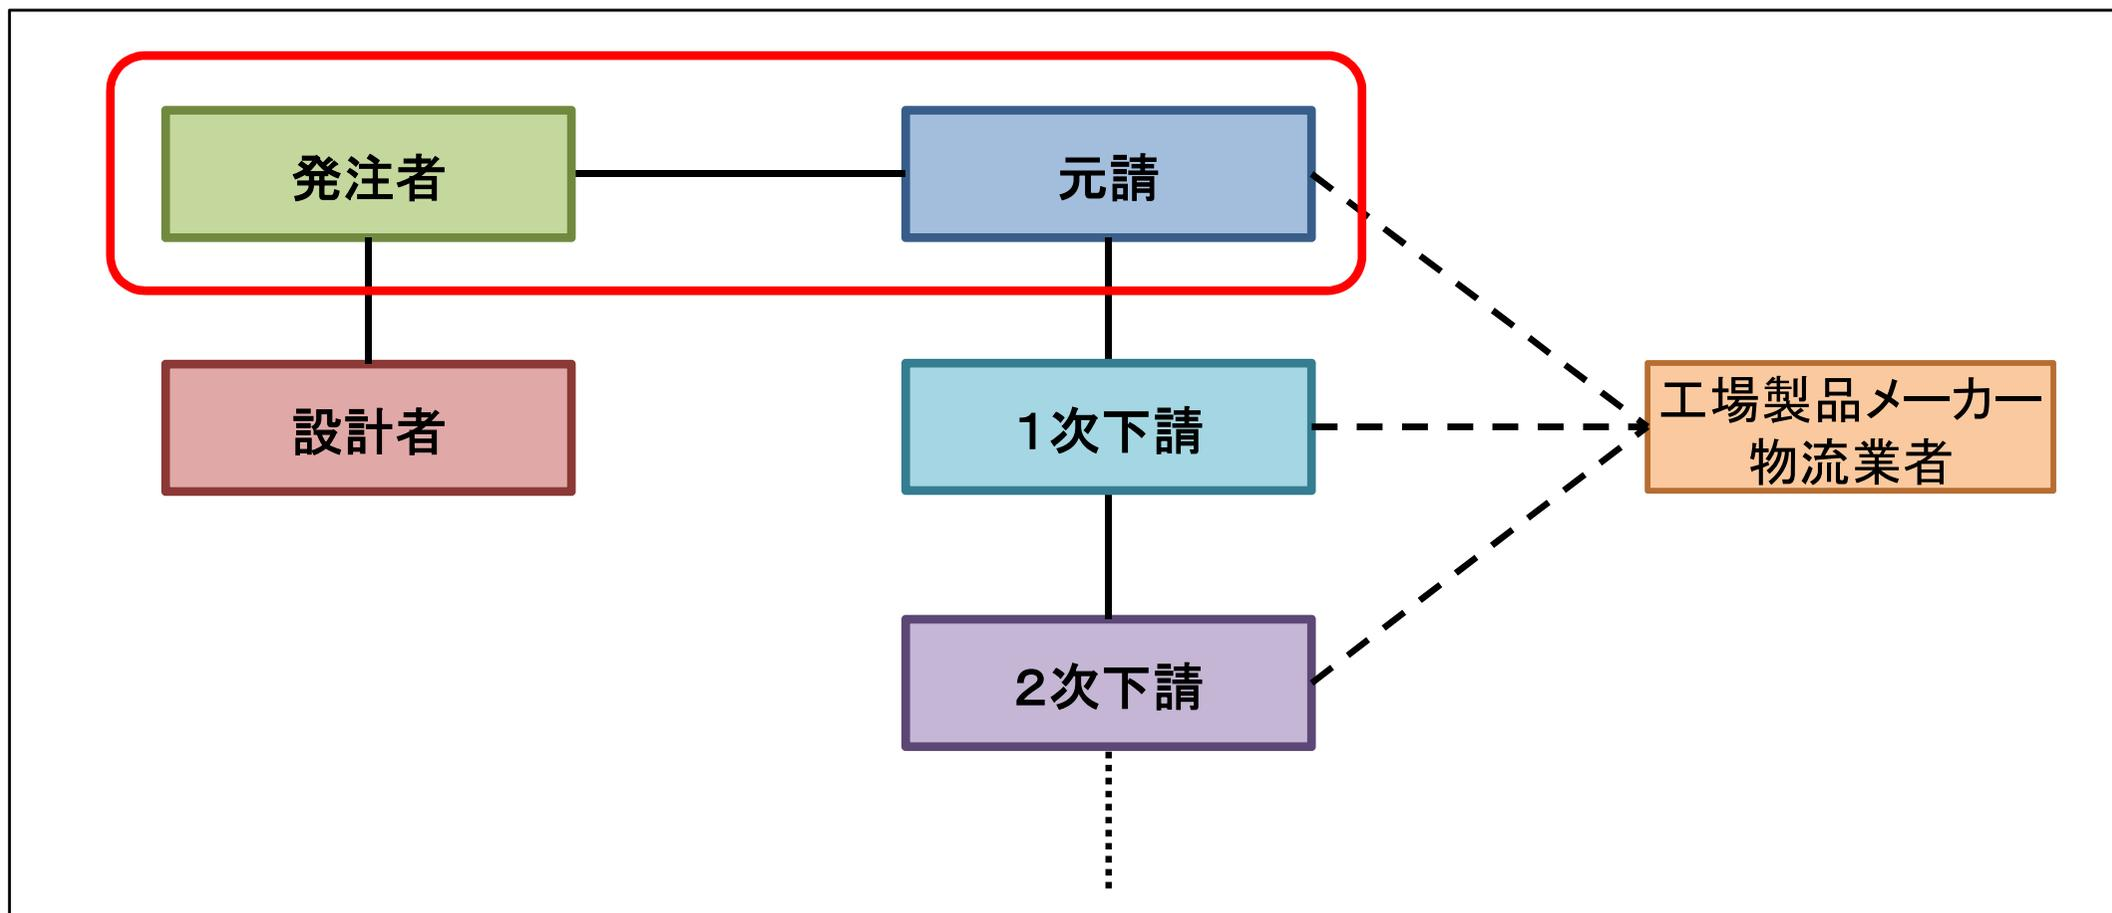 発注者
元請
設計者
1次下請
工場製品メーカー
物流業者
2次下請